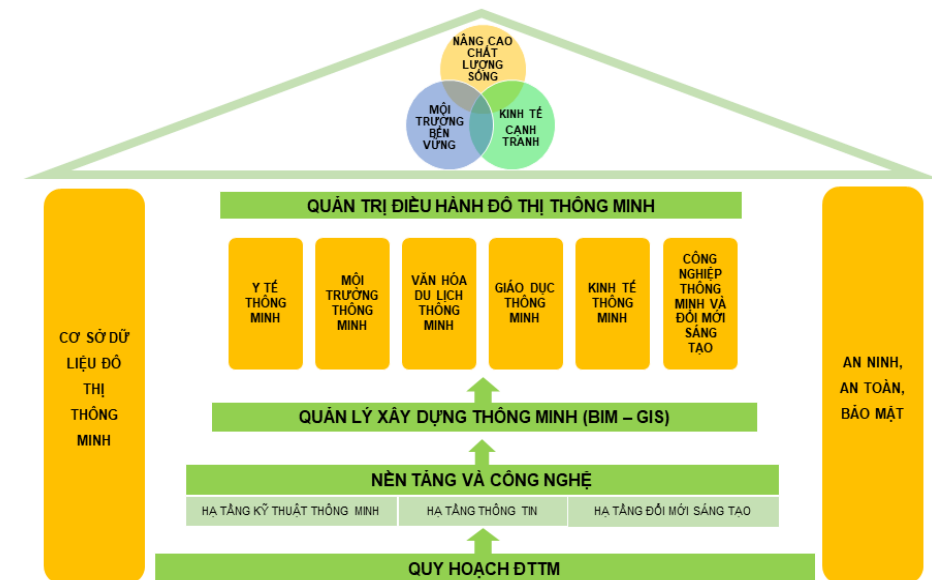 NÂNG CAO
CHẤT
LƯỢNG
SỐNG
MÔI
TRƯỜNG
BỀN
VỮNG
KINH TẾ
CẠNH
TRANH
QUẢN TRỊ ĐIỀU HÀNH ĐÔ THỊ THÔNG MINH
CƠ SỞ DỮ
LIỆU ĐÔ
THỊ
THÔNG
MINH
Y TẾ
THÔNG
MINH
MÔI
TRƯỜNG
THÔNG
MINH
VĂN HÓA
DU LỊCH
THÔNG
MINH
GIÁO DỤC
THÔNG
MINH
KINH TẾ
THÔNG
MINH
CÔNG
NGHIỆP
THÔNG
MINH VÀ
ĐỔI MỚI
SÁNG
TẠO
AN NINH,
AN TOÀN,
BẢO MẬT
QUẢN LÝ XÂY DỰNG THÔNG MINH (BIM – GIS)
NỀN TẢNG VÀ CÔNG NGHỆ
HẠ TẦNG KỸ THUẬT THÔNG MINH
HẠ TẦNG THÔNG TIN
HẠ TẦNG ĐỔI MỚI SÁNG TẠO
QUY HOẠCH ĐTTM